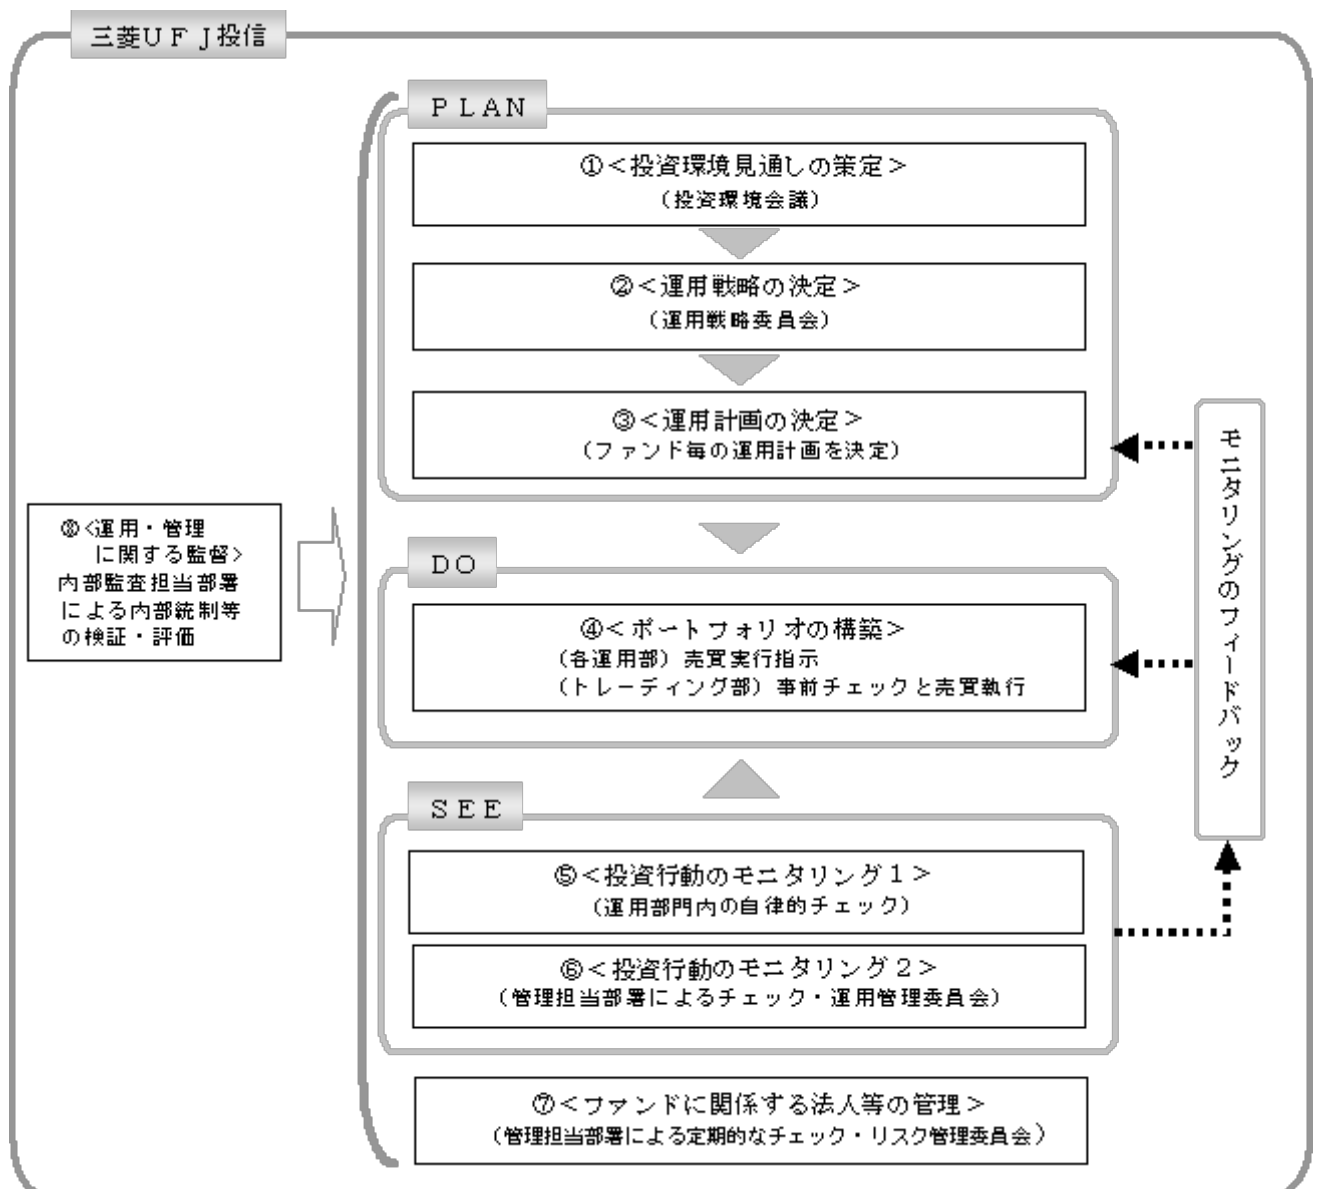 三菱ＵＦＪ投信
ＰＬＡＮ
①＜投資環境見通しの策定＞
（投資環境会議）
②＜運用戦略の決定＞
（運用戦略委員会）
③＜運用計画の決定＞
（ファンド毎の運用計画を決定）
モニタリングのフィードバック
⑧＜運用・管理
に関する監督＞
内部監査担当部署
による内部統制等
の検証・評価
ＤＯ
④＜ポートフォリオの構築＞
（各運用部）売買実行指示
（トレーディング部）事前チェックと売買執行
ＳＥＥ
⑤＜投資行動のモニタリング１＞
（運用部門内の自律的チェック）
⑥＜投資行動のモニタリング２＞
（管理担当部署によるチェック・運用管理委員会）
⑦＜ファンドに関係する法人等の管理＞
（管理担当部署による定期的なチェック・リスク管理委員会）